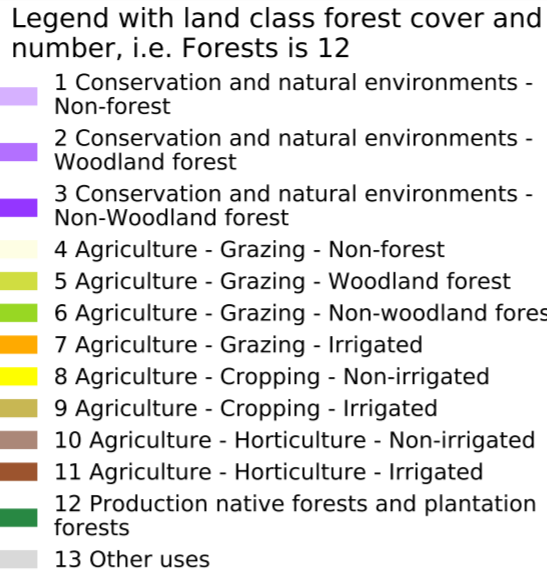 Legend with land class forest cover and
number, i.e. Forests is 12
1 Conservation and natural environments -
Non-forest
2 Conservation and natural environments -
Woodland forest
3 Conservation and natural environments -
Non-Woodland forest
4 Agriculture - Grazing - Non-forest
5 Agriculture - Grazing - Woodland forest
6 Agriculture - Grazing - Non-woodland fores
7 Agriculture - Grazing - Irrigated
8 Agriculture - Cropping - Non-irrigated
9 Agriculture - Cropping - Irrigated
10 Agriculture - Horticulture - Non-irrigated
11 Agriculture - Horticulture - Irrigated
12 Production native forests and plantation
forests
13 Other uses